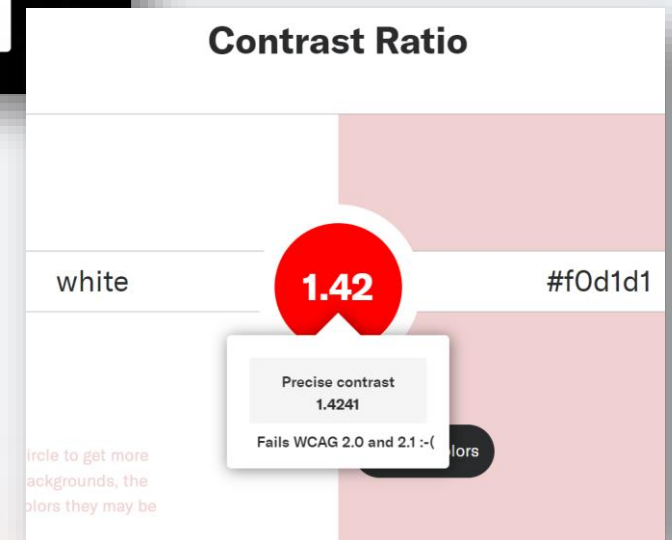 Contrast Ratio
white
1.42
#f0d1d1
Precise contrast
1.4241
Fails WCAG 2.0 and 2.1 :-(
lors
ircle to get more
ackgrounds, the
olors they may be